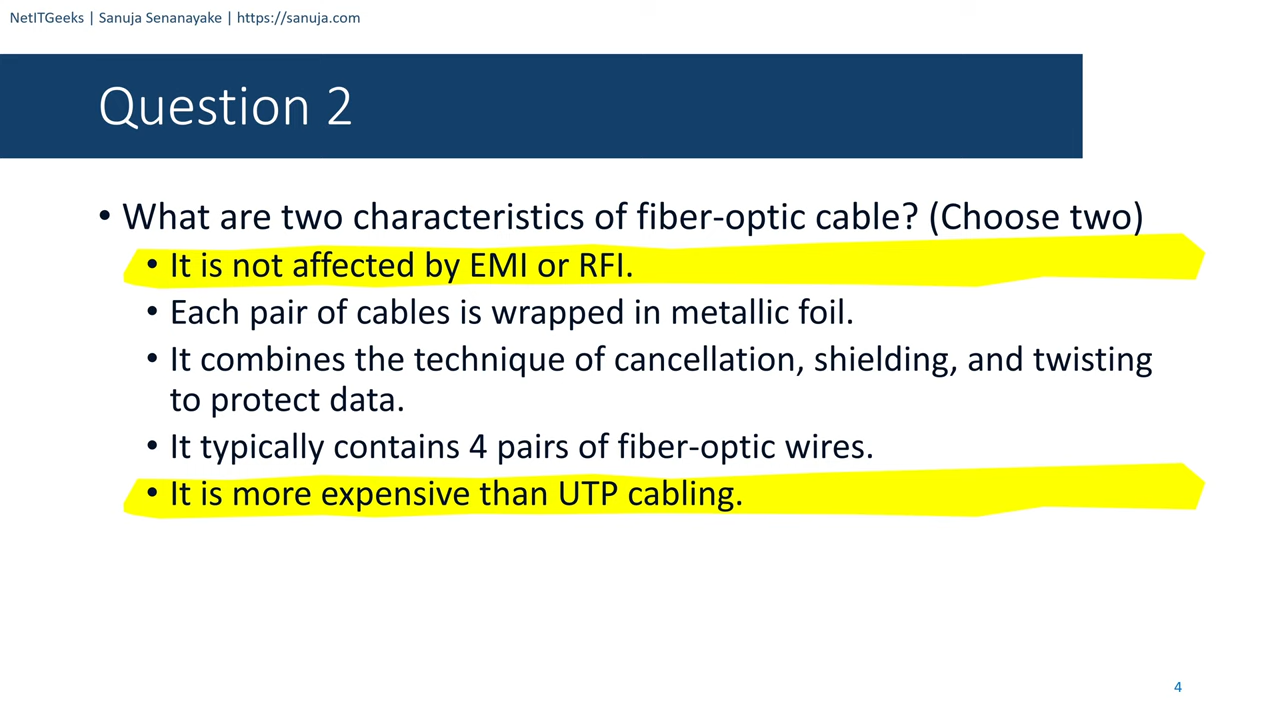 NetITGeeks | Sanuja Senanayake | https://sanuja.com
Question 2
• What are two characteristics of fiber-optic cable? (Choose two)
• It is not affected by EMI or RFI.
• Each pair of cables is wrapped in metallic foil.
• It combines the technique of cancellation, shielding, and twisting
to protect data.
• It typically contains 4 pairs of fiber-optic wires.
• It is more expensive than UTP cabling.
4